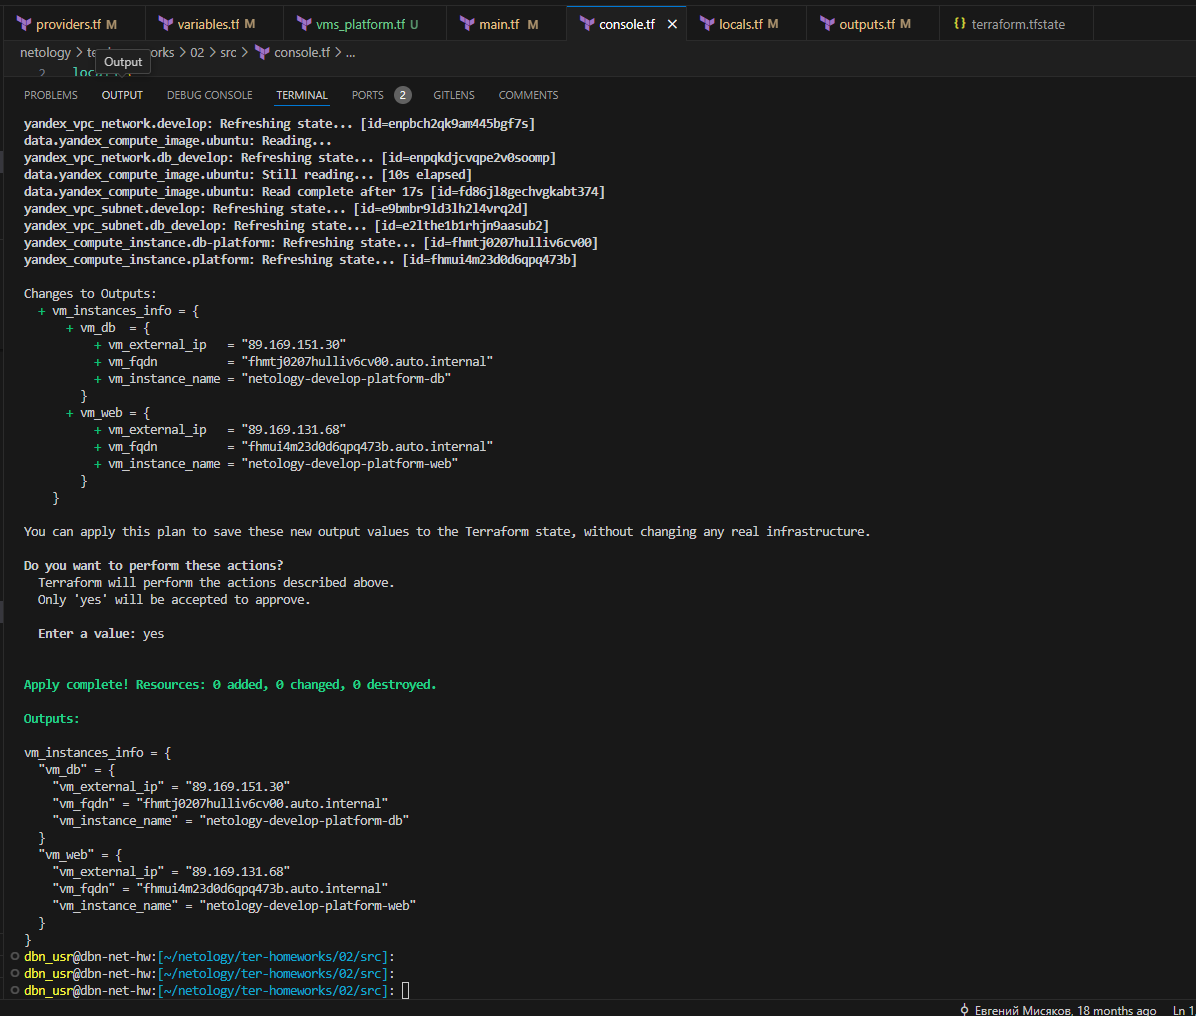 providers.tf M variables.tf M vms_platform.tf U main.tf M console.tf × locals.tf M outputs.tf M {} terraform.tfstate
netology > te orks > 02 > src > console.tf > ...
Output
2
PROBLEMS OUTPUT DEBUG CONSOLE TERMINAL PORTS 2 GITLENS COMMENTS
yandex_vpc_network.develop: Refreshing state... [id=enpbch2qk9am445bgf7s]
data.yandex_compute_image.ubuntu: Reading...
yandex_vpc_network.db_develop: Refreshing state... [id=enpqkdjcvqpe2v0soomp]
data.yandex_compute_image.ubuntu: Still reading... [10s elapsed]
data.yandex_compute_image.ubuntu: Read complete after 17s [id=fd86jl8gechvgkabt374]
yandex_vpc_subnet.develop: Refreshing state... [id=e9bmbr9ld3lh2l4vrq2d]
yandex_vpc_subnet.db_develop: Refreshing state... [id=e2lthe1b1rhjn9aasub2]
yandex_compute_instance.db-platform: Refreshing state... [id=fhmtj0207hulliv6cv00]
yandex_compute_instance.platform: Refreshing state... [id=fhmui4m23d0d6qpq473b]
Changes to Outputs:
+ vm_instances_info = {
+ vm_db = {
+ vm_external_ip = "89.169.151.30"
+ vm_fqdn = "fhmtj0207hulliv6cv00.auto.internal"
+ vm_instance_name = "netology-develop-platform-db"
}
+ vm_web = {
+ vm_external_ip = "89.169.131.68"
+ vm_fqdn = "fhmui4m23d0d6qpq473b.auto.internal"
+ vm_instance_name = "netology-develop-platform-web"
}
}
You can apply this plan to save these new output values to the Terraform state, without changing any real infrastructure.
Do you want to perform these actions?
Terraform will perform the actions described above.
Only 'yes' will be accepted to approve.
Enter a value: yes
Apply complete! Resources: 0 added, 0 changed, 0 destroyed.
Outputs:
vm_instances_info = {
"vm_db" = {
"vm_external_ip" = "89.169.151.30"
"vm_fqdn" = "fhmtj0207hulliv6cv00.auto.internal"
"vm_instance_name" = "netology-develop-platform-db"
}
"vm_web" = {
"vm_external_ip" = "89.169.131.68"
"vm_fqdn" = "fhmui4m23d0d6qpq473b.auto.internal"
"vm_instance_name" = "netology-develop-platform-web"
}
}
dbn_usr@dbn-net-hw:[~/netology/ter-homeworks/02/src]:
dbn_usr@dbn-net-hw:[~/netology/ter-homeworks/02/src]:
dbn_usr@dbn-net-hw:[~/netology/ter-homeworks/02/src]:
Евгений Мисяков, 18 months ago Ln 1